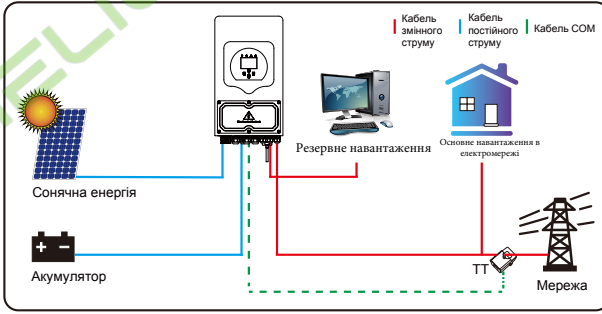 Кабель змінного струму
Кабель постійного струму
Кабель COM
Резервне навантаження
Основне навантаження в
електромережі
Сонячна енергія
Акумулятор
ТТ
Мережа